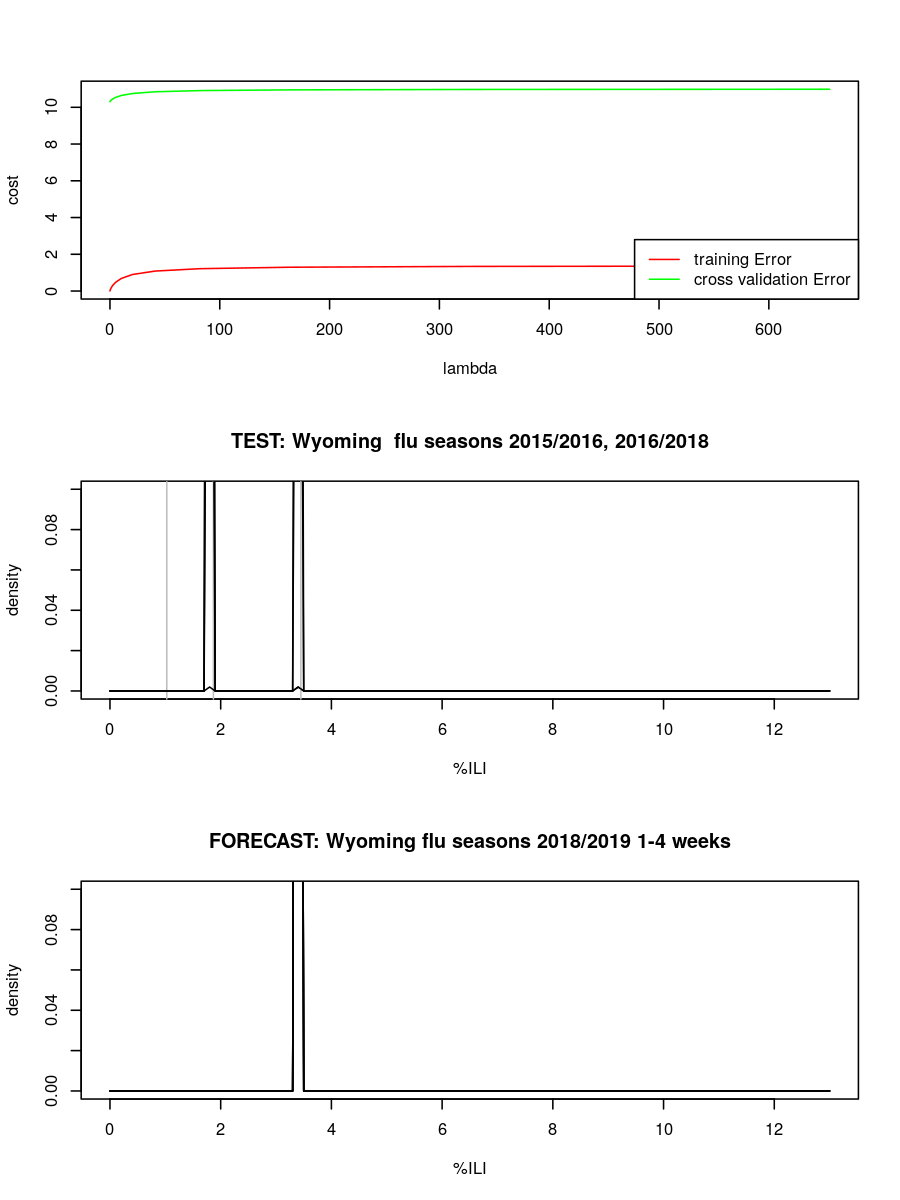 cost
0 2 4 6 8 10
training Error
cross validation Error
0 100 200 300 400 500 600
lambda
TEST: Wyoming  flu seasons 2015/2016, 2016/2018
density
0.00 0.04 0.08
0 2 4 6 8 10 12
%ILI
FORECAST: Wyoming flu seasons 2018/2019 1-4 weeks
density
0.00 0.04 0.08
0 2 4 6 8 10 12
%ILI